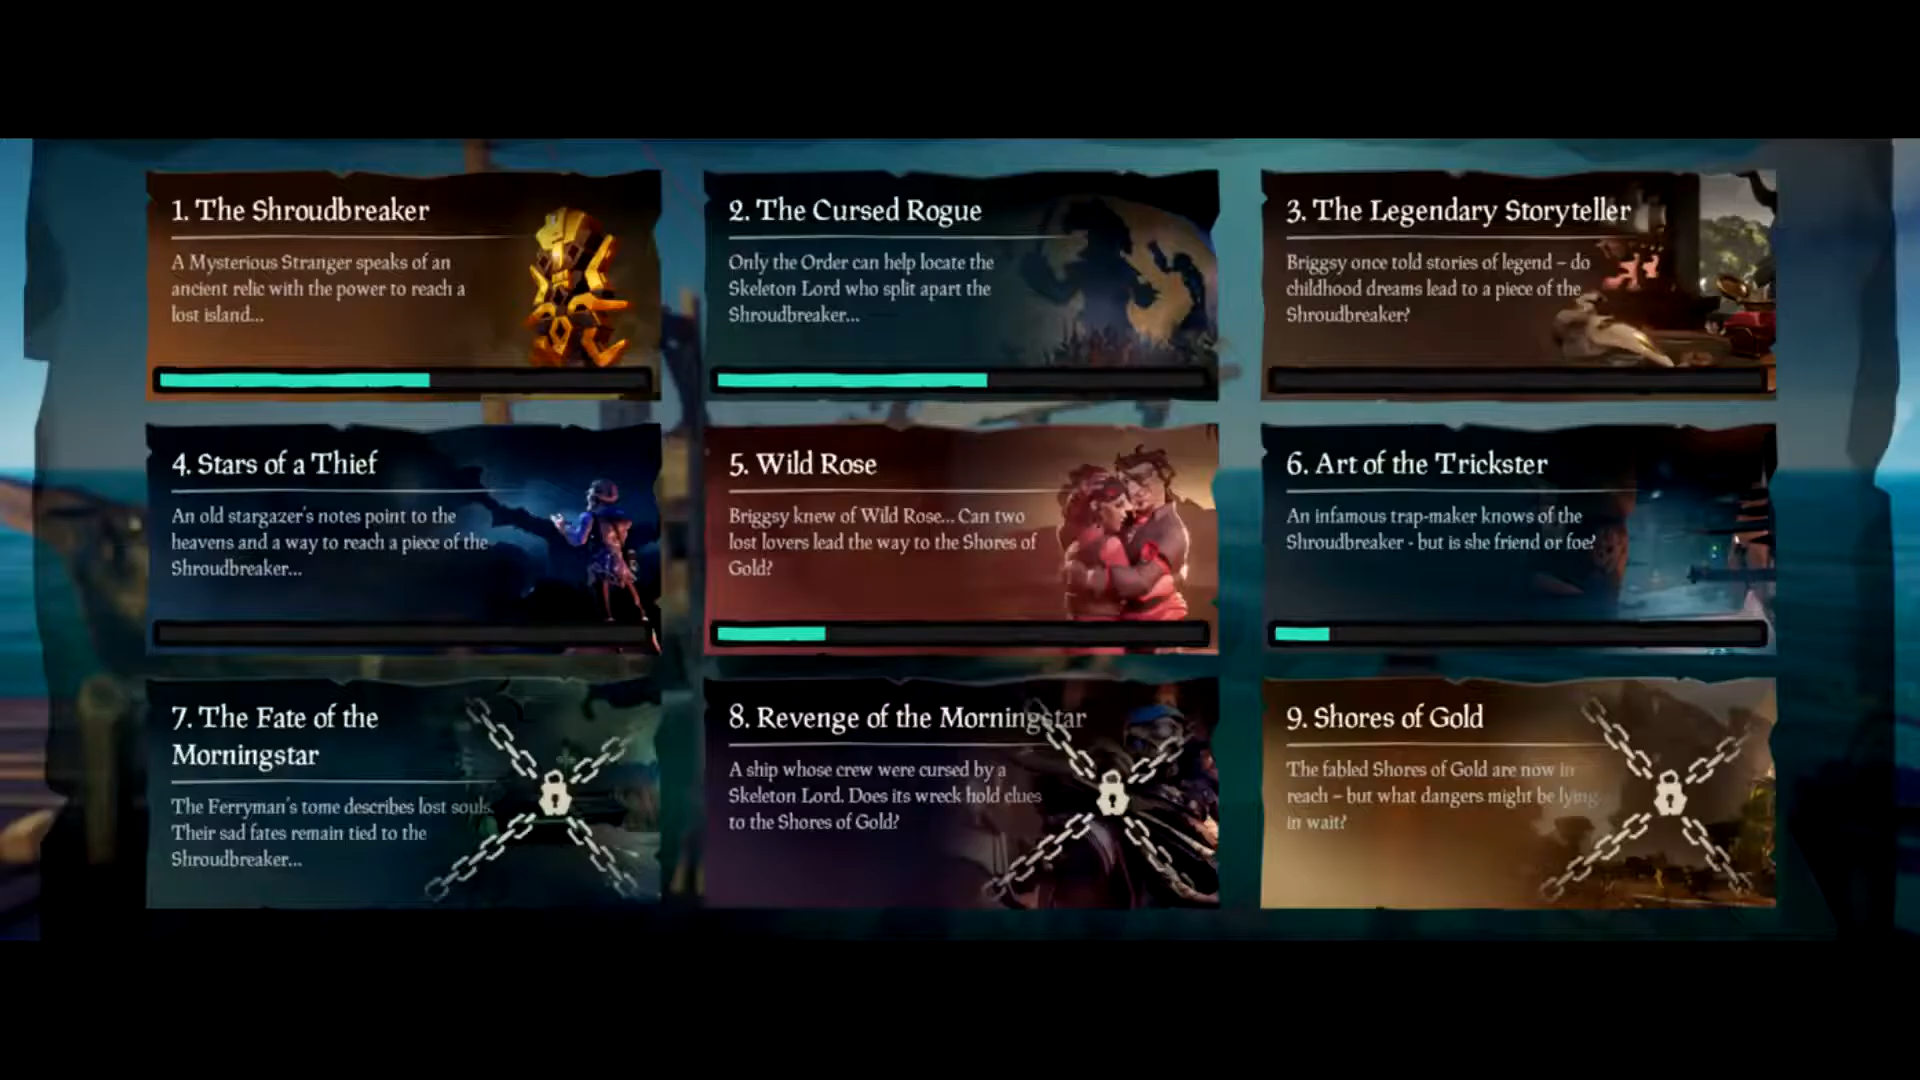 1. The Shroudbreaker
A Mysterious Stranger speaks of an
ancient relic with the power to reach a
lost island...
2. The Cursed Rogue
Only the Order can help locate the
Skeleton Lord who split apart the
Shroudbreaker...
3. The Legendary Storyteller
Briggsy once told stories of legend – do
childhood dreams lead to a piece of the
Shroudbreaker?
4. Stars of a Thief
An old stargazer's notes point to the
heavens and a way to reach a piece of the
Shroudbreaker...
5. Wild Rose
Briggsy knew of Wild Rose... Can two
lost lovers lead the way to the Shores of
Gold?
6. Art of the Trickster
An infamous trap-maker knows of the
Shroudbreaker - but is she friend or foe?
7. The Fate of the
Morningstar
The Ferryman's tome describes lost souls.
Their sad fates remain tied to the
Shroudbreaker...
8. Revenge of the Morningstar
A ship whose crew were cursed by a
Skeleton Lord. Does its wreck hold clues
to the Shores of Gold?
9. Shores of Gold
The fabled Shores of Gold are now in
reach – but what dangers might be lying
in wait?